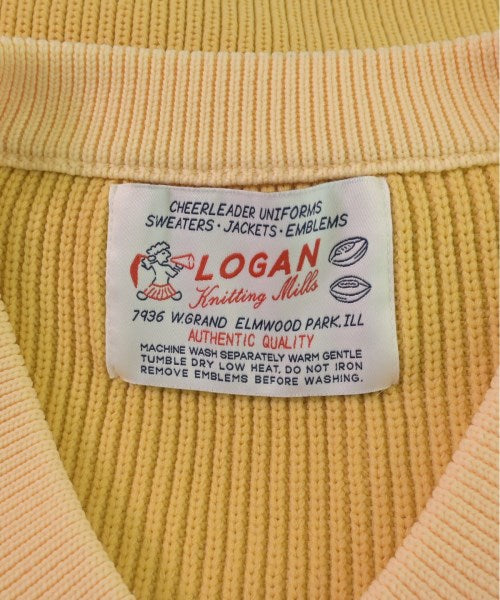 CHEERLEADER UNIFORMS
SWEATERS · JACKETS · EMBLEMS
LOGAN
Knitting Mills
7936 W. GRAND ELMWOOD PARK, ILL
AUTHENTIC QUALITY
MACHINE WASH SEPARATELY WARM GENTLE
TUMBLE DRY LOW HEAT, DO NOT IRON
REMOVE EMBLEMS BEFORE WASHING.